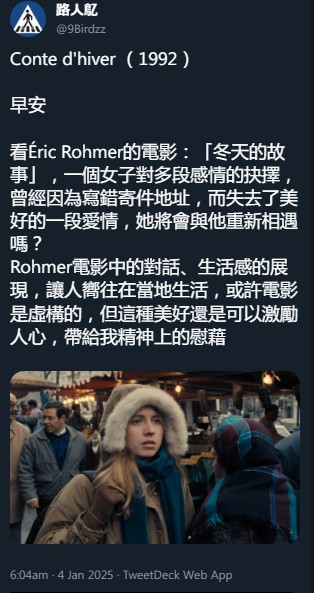 路人鳦
@9Birdzz
Conte d'hiver （1992）
早安
看Éric Rohmer的電影：「冬天的故
事」，一個女子對多段感情的抉擇，
曾經因為寫錯寄件地址，而失去了美
好的一段愛情，她將會與他重新相遇
嗎？
Rohmer電影中的對話、生活感的展
現，讓人嚮往在當地生活，或許電影
是虛構的，但這種美好還是可以激勵
人心，帶給我精神上的慰藉
6:04am · 4 Jan 2025 · TweetDeck Web App